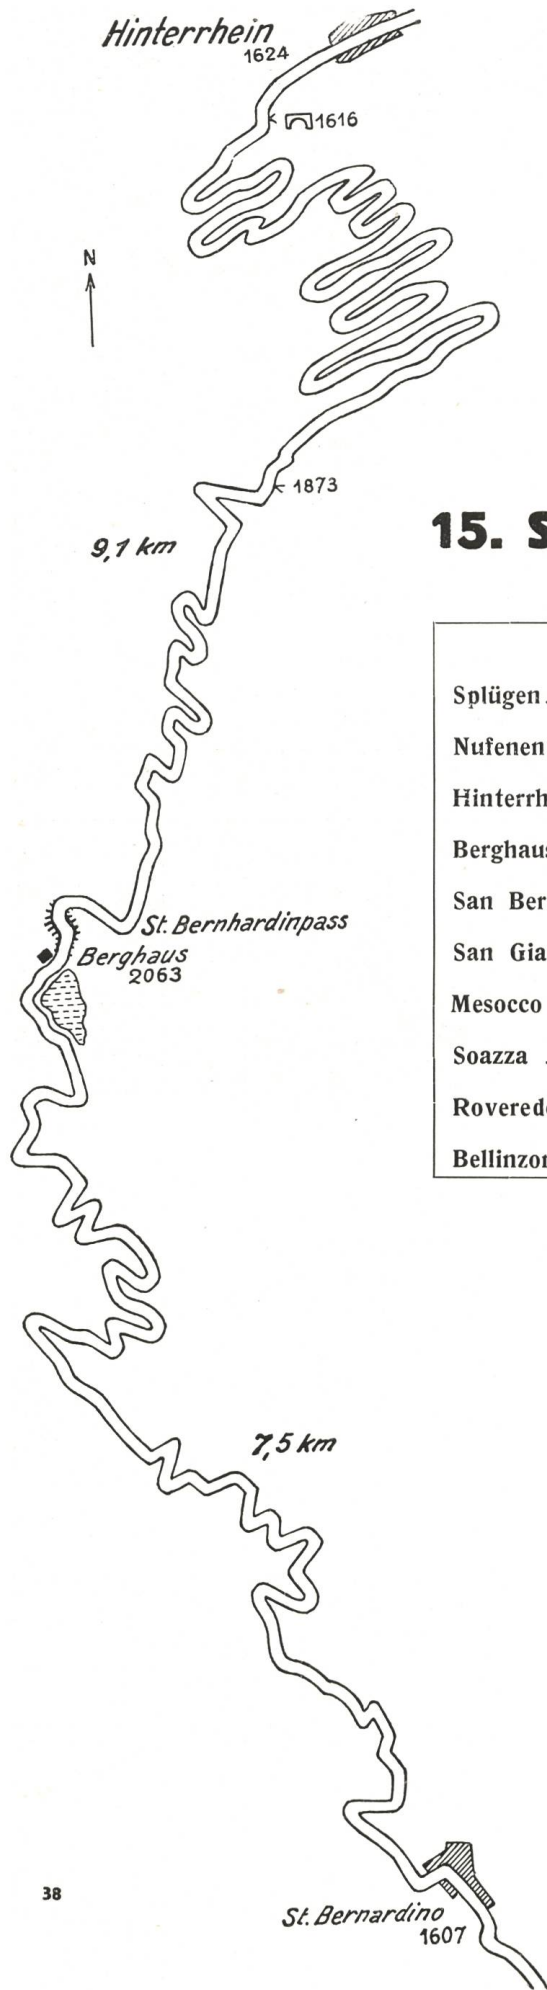 Hinterrhein
1624
1616
N
1873
9,1 km
15. S
Splügen .
Nufenen
Hinterrh
Berghaus
San Ber
San Gia
Mesocco
Soazza .
Rovered
Bellinzon
St. Bernhardinpass
Berghaus
2063
7,5 km
38
St. Bernardino
1607